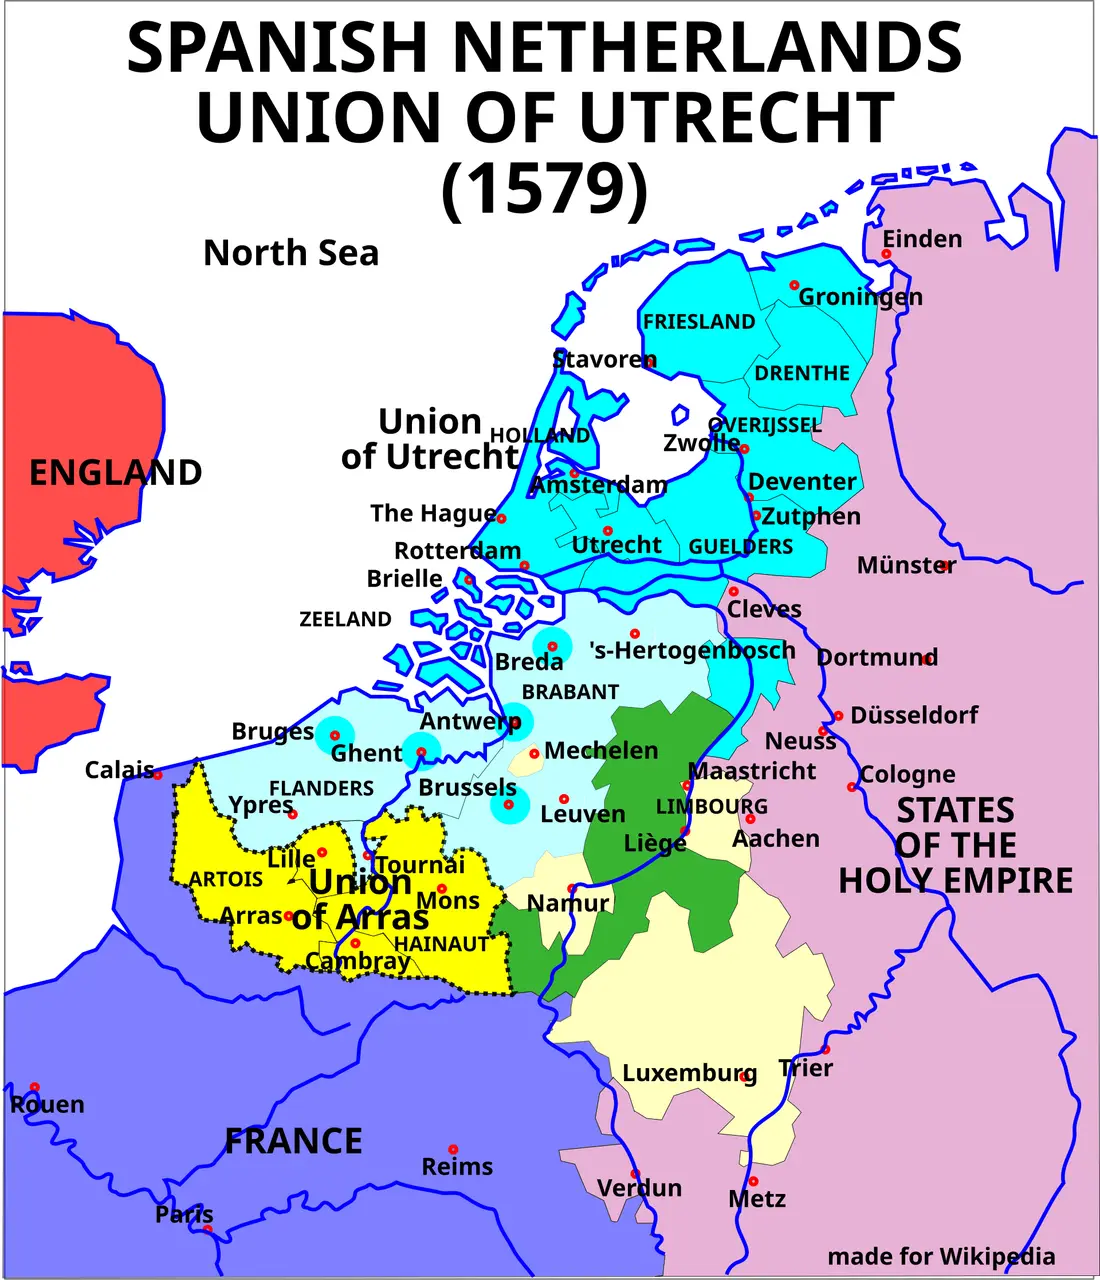 SPANISH NETHERLANDS
UNION OF UTRECHT
(1579)
North Sea
Einden
Groningen
FRIESLAND
Stavoren
DRENTHE
Union
of Utrecht
HOLLAND
OVERIJSSEL
Zwolle
ENGLAND
Amsterdam
Deventer
The Hague
Zutphen
Rotterdam
Utrecht
GUELDERS
Brielle
Münster
ZEELAND
Cleves
's-Hertogenbosch
Breda
Dortmund
BRABANT
Antwerp
Düsseldorf
Bruges
Neuss
Ghent
Mechelen
Calais
Maastricht
Cologne
FLANDERS
Brussels
Ypres
LIMBOURG
Leuven
STATES
OF THE
HOLY EMPIRE
Aachen
Liège
Lille
Tournai
ARTOIS
Union
of Arras
Mons
Namur
Arras
HAINAUT
Cambray
Luxemburg
Trier
Rouen
FRANCE
Reims
Verdun
Metz
Paris
made for Wikipedia